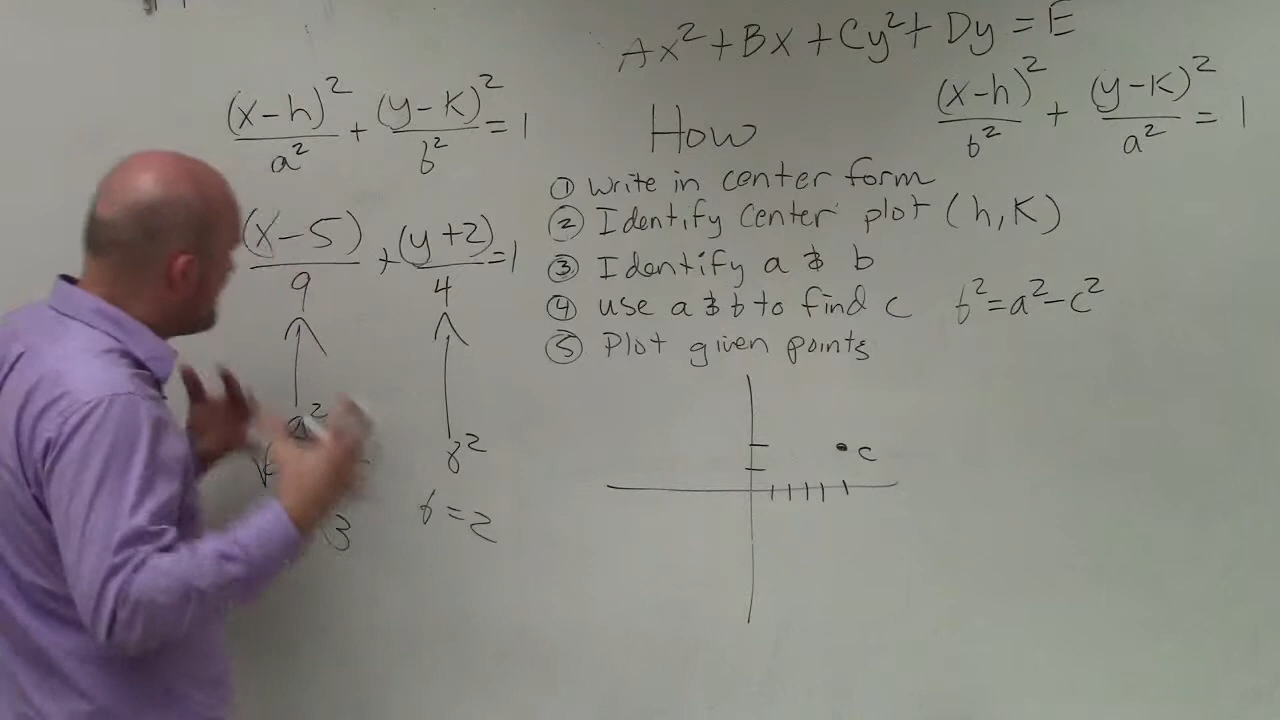 Ax² + Bx + Cy² + Dy = E
(x-h)²/a² + (y-k)²/b² = 1
(x-h)²/b² + (y-k)²/a² = 1
How
① Write in center form
② Identify Center plot (h, k)
③ Identify a & b
④ use a & b to find c b² = a² - c²
⑤ Plot given points
(x-5)/9 + (y+2)/4 = 1
a² b²
3 b = 2
c